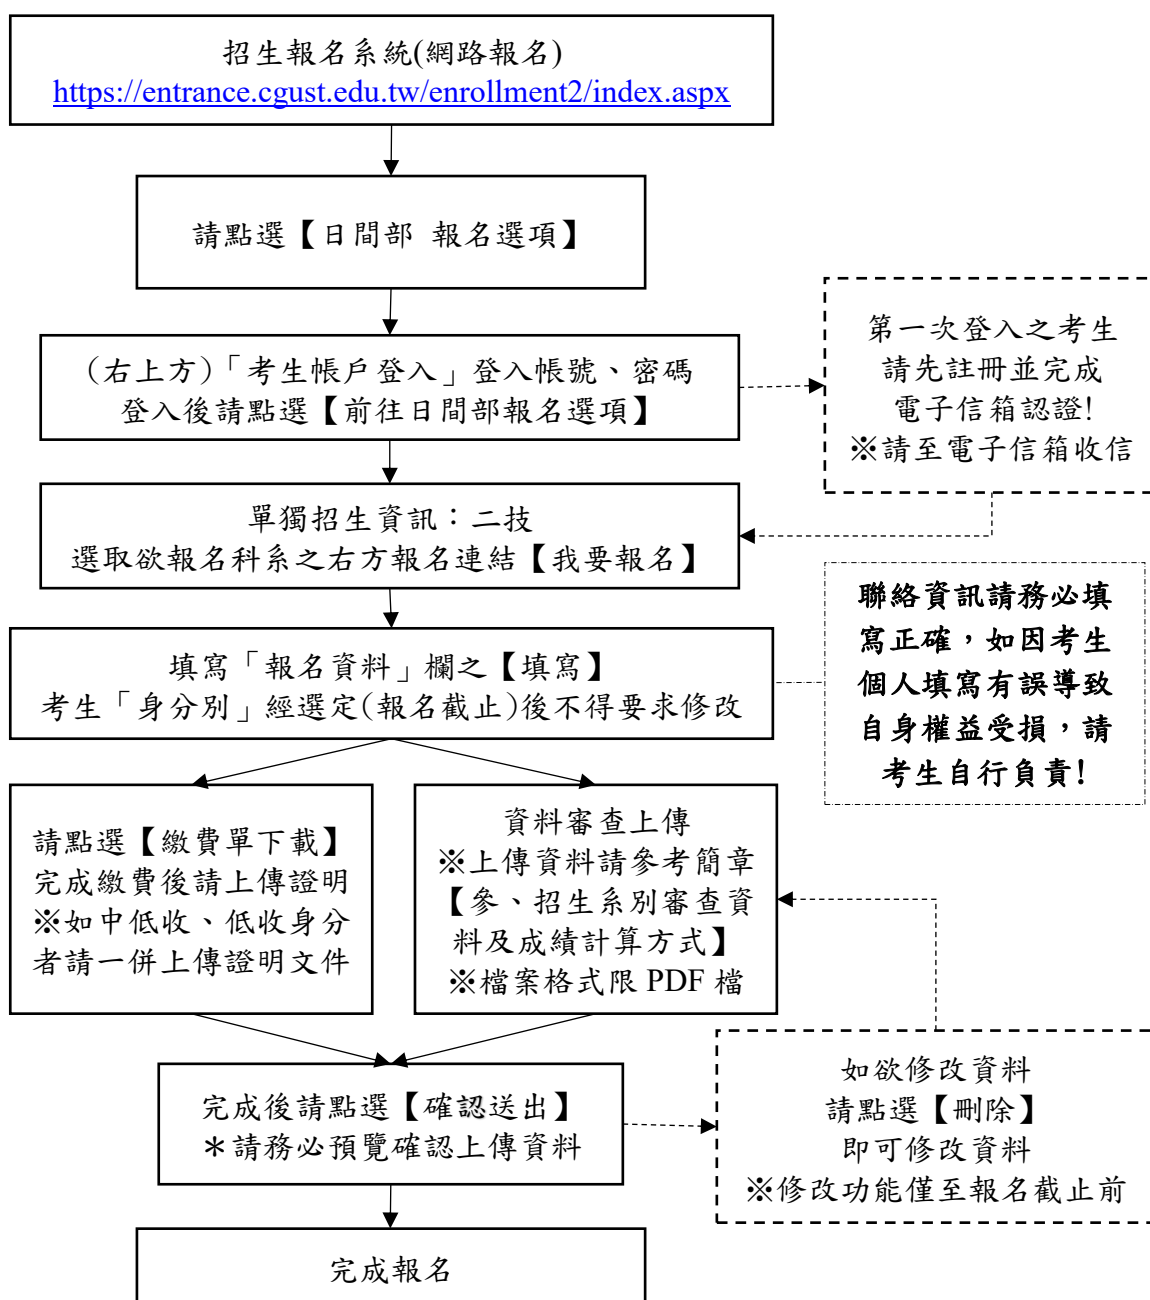 招生報名系統(網路報名)
https://entrance.cgust.edu.tw/enrollment2/index.aspx
請點選【日間部 報名選項】
(右上方)「考生帳戶登入」登入帳號、密碼
登入後請點選【前往日間部報名選項】
第一次登入之考生
請先註冊並完成
電子信箱認證!
※請至電子信箱收信
單獨招生資訊：二技
選取欲報名科系之右方報名連結【我要報名】
填寫「報名資料」欄之【填寫】
考生「身分別」經選定(報名截止)後不得要求修改
聯絡資訊請務必填
寫正確，如因考生
個人填寫有誤導致
自身權益受損，請
考生自行負責!
請點選【繳費單下載】
完成繳費後請上傳證明
※如中低收、低收身分
者請一併上傳證明文件
資料審查上傳
※上傳資料請參考簡章
【參、招生系別審查資
料及成績計算方式】
※檔案格式限 PDF 檔
完成後請點選【確認送出】
＊請務必預覽確認上傳資料
如欲修改資料
請點選【刪除】
即可修改資料
※修改功能僅至報名截止前
完成報名